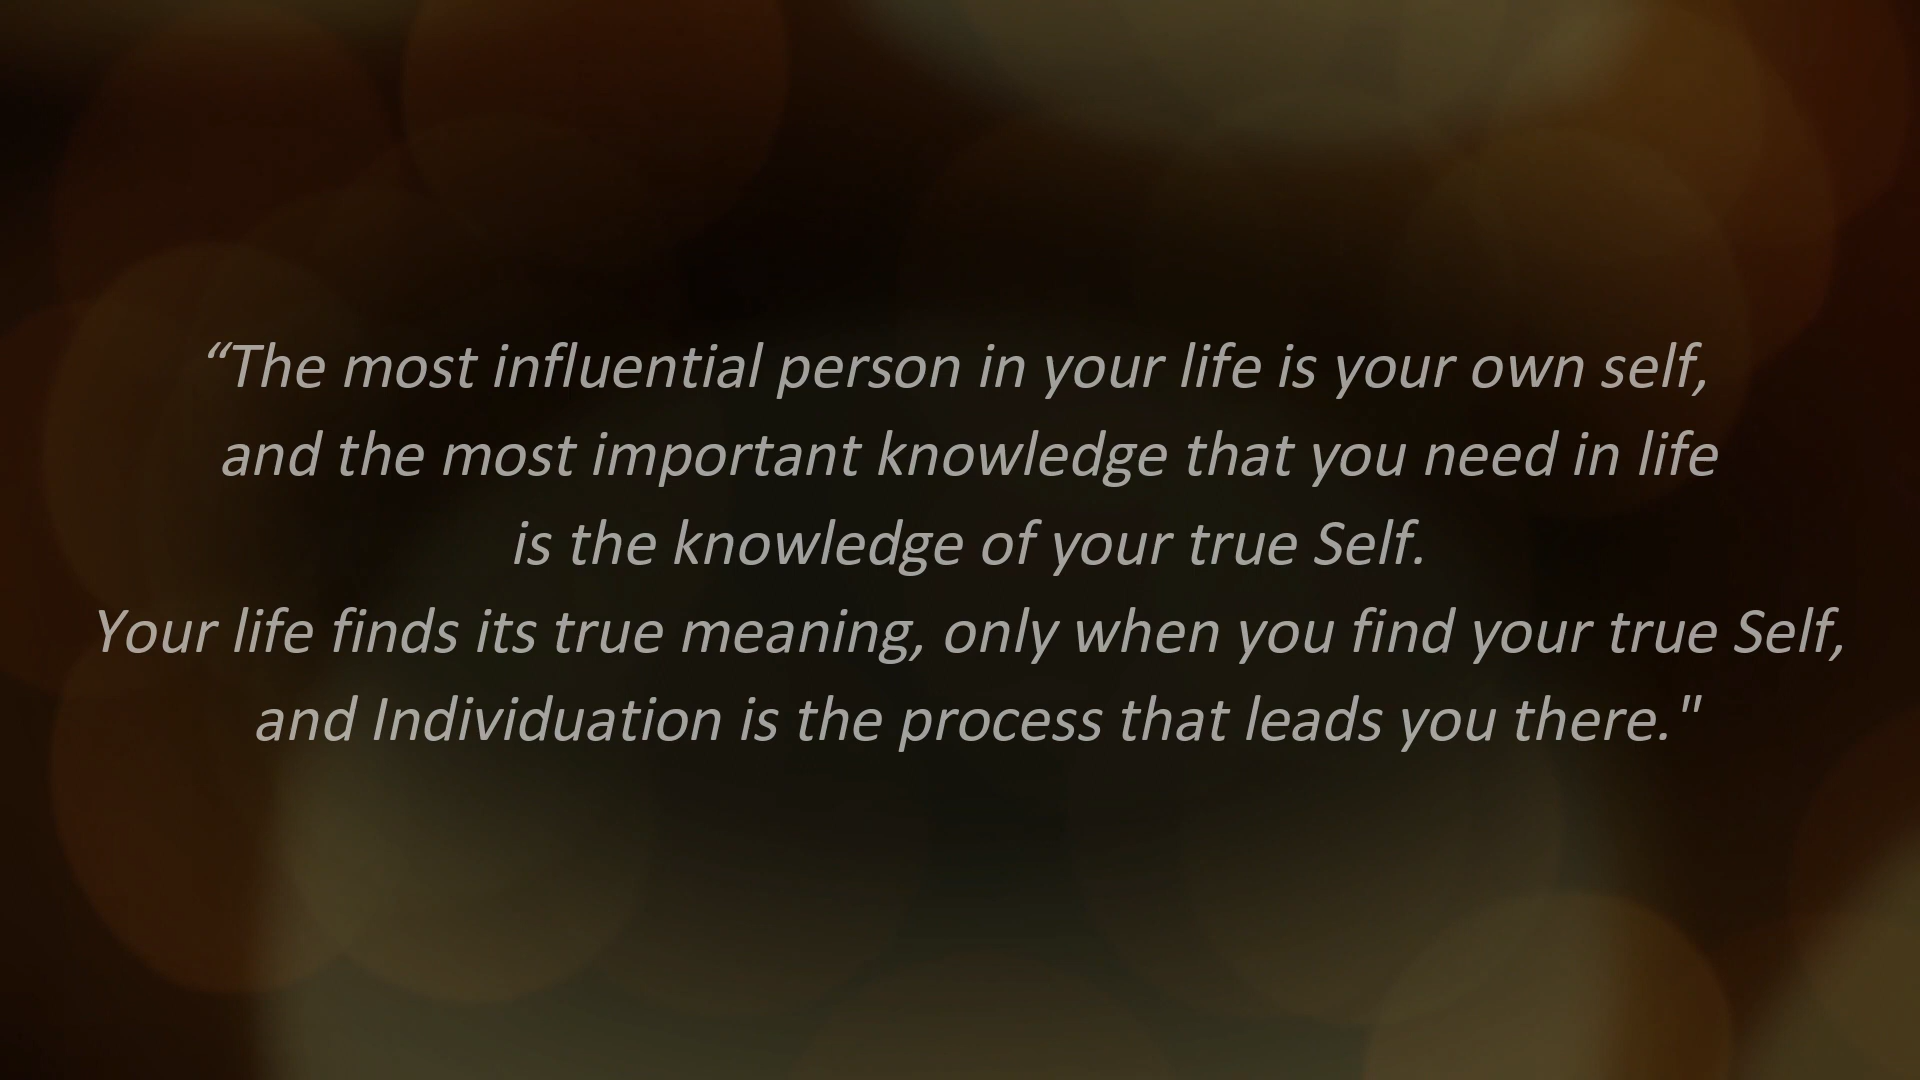 “The most influential person in your life is your own self,
and the most important knowledge that you need in life
is the knowledge of your true Self.
Your life finds its true meaning, only when you find your true Self,
and Individuation is the process that leads you there."